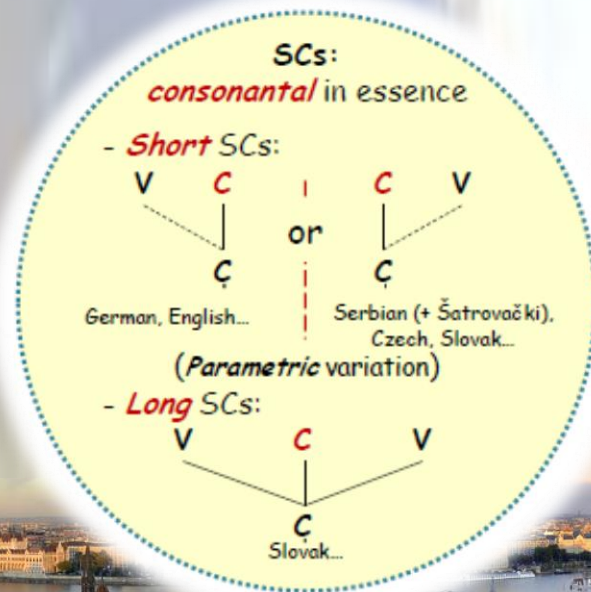 SCs:
consonantal in essence
- Short SCs:
V C C V
or
Ç Ç
German, English... Serbian (+ Šatrovački),
Czech, Slovak...
(Parametric variation)
- Long SCs:
V C V
Ç
Slovak...